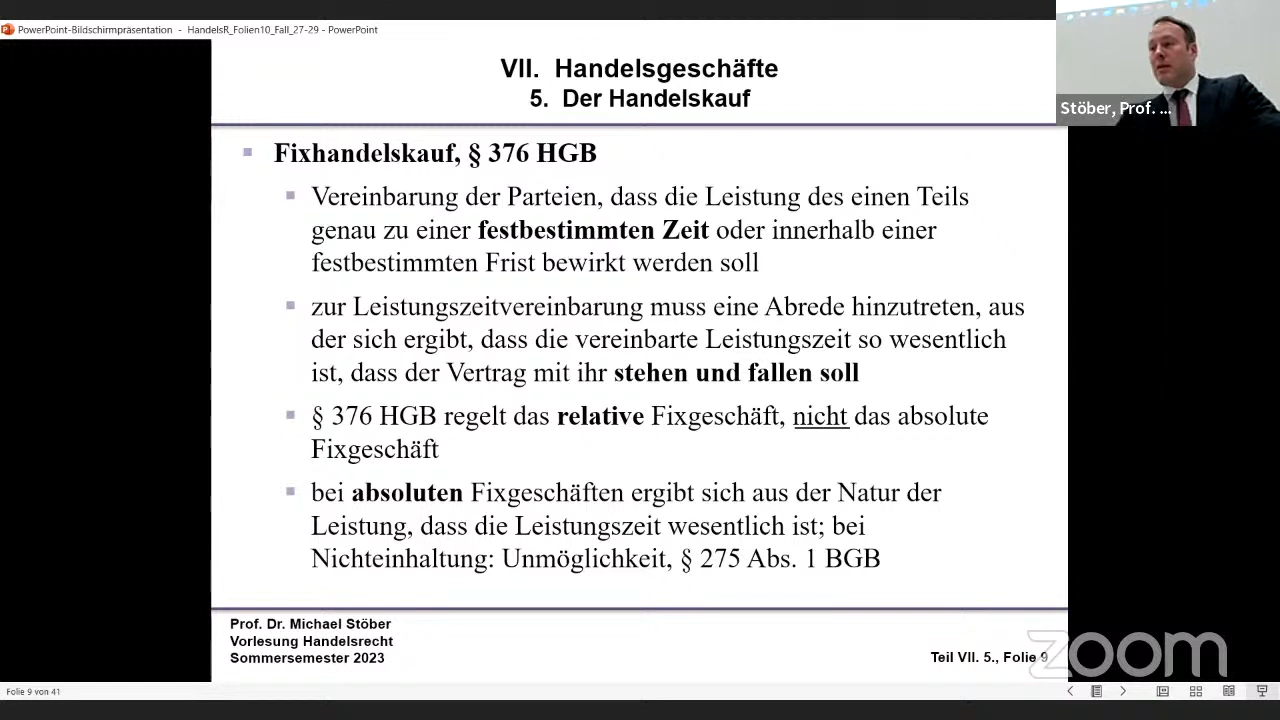 PowerPoint-Bildschirmpräsentation - HandelsR_Folien10_Fall_27-29 - PowerPoint
Stöber, Prof. ...
VII. Handelsgeschäfte
5. Der Handelskauf
Fixhandelskauf, § 376 HGB
Vereinbarung der Parteien, dass die Leistung des einen Teils
genau zu einer festbestimmten Zeit oder innerhalb einer
festbestimmten Frist bewirkt werden soll
zur Leistungszeitvereinbarung muss eine Abrede hinzutreten, aus
der sich ergibt, dass die vereinbarte Leistungszeit so wesentlich
ist, dass der Vertrag mit ihr stehen und fallen soll
§ 376 HGB regelt das relative Fixgeschäft, nicht das absolute
Fixgeschäft
bei absoluten Fixgeschäften ergibt sich aus der Natur der
Leistung, dass die Leistungszeit wesentlich ist; bei
Nichteinhaltung: Unmöglichkeit, § 275 Abs. 1 BGB
Prof. Dr. Michael Stöber
Vorlesung Handelsrecht
Sommersemester 2023
Teil VII. 5., Folie 9
zoom
Folie 9 von 41